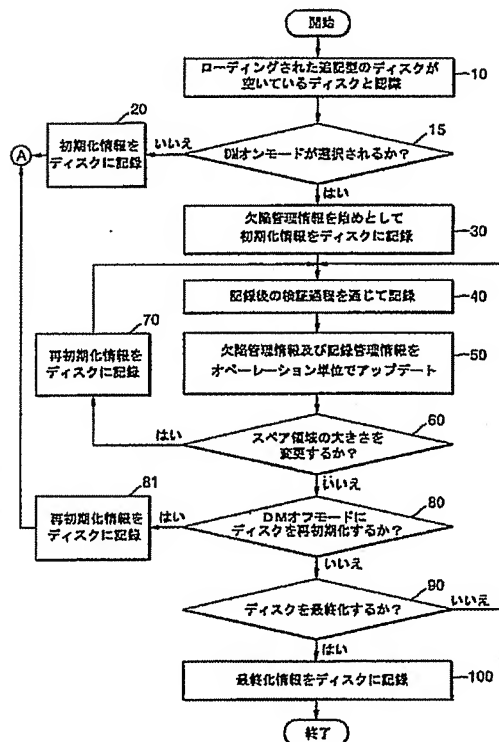 開始
ローディングされた追記型のディスクが
空いているディスクと認識
10
15
DMオンモードが選択されるか？
いいえ
20
初期化情報を
ディスクに記録
A
はい
欠陥管理情報を始めとして
初期化情報をディスクに記録
30
記録後の検証過程を通じて記録
40
70
再初期化情報を
ディスクに記録
欠陥管理情報及び記録管理情報を
オペレーション単位でアップデート
50
60
スペア領域の大きさを
変更するか？
はい
いいえ
81
再初期化情報を
ディスクに記録
はい
80
DMオフモードに
ディスクを再初期化するか？
いいえ
90
ディスクを最終化するか？
いいえ
はい
最終化情報をディスクに記録
100
終了